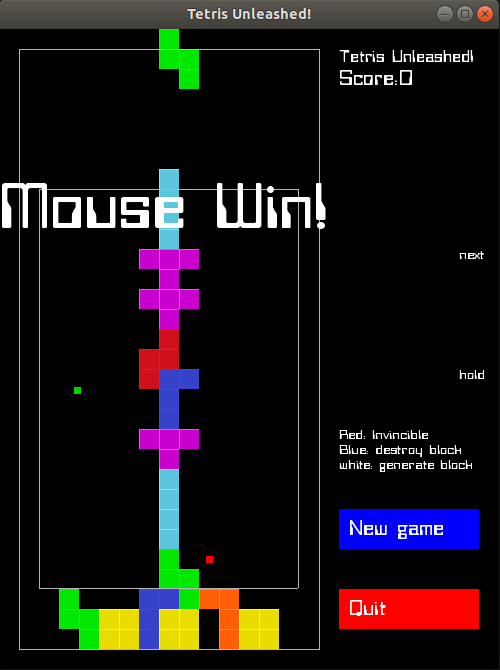 Tetris Unleashed!
Tetris Unleashed!
Score:0
Mouse Win!
next
hold
Red: Invincible
Blue: destroy block
white: generate block
New game
Quit